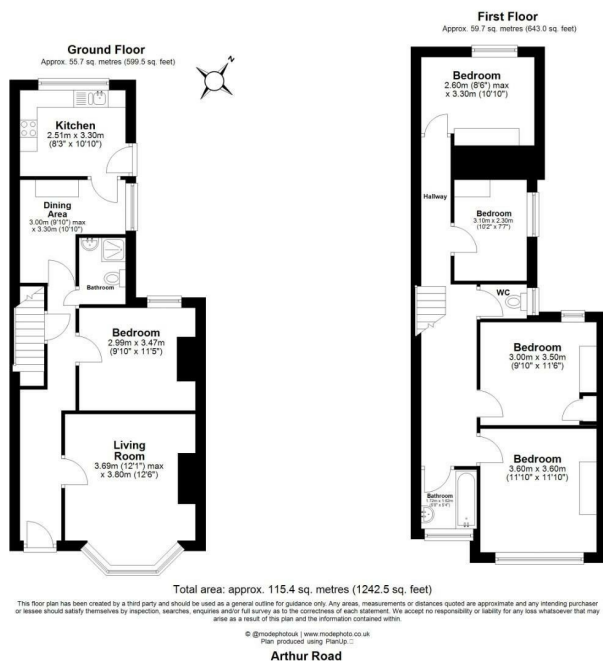 Ground Floor
Approx. 55.7 sq. metres (599.5 sq. feet)
N
Kitchen
2.51m x 3.30m
(8'3" x 10'10")
Dining
Area
3.00m (9'10") max
x 3.30m (10'10")
Bathroom
Bedroom
2.99m x 3.47m
(9'10" x 11'5")
Living
Room
3.69m (12'1") max
x 3.80m (12'6")
First Floor
Approx. 59.7 sq. metres (643.0 sq. feet)
Bedroom
2.60m (8'6") max
x 3.30m (10'10")
Hallway
Bedroom
3.10m x 2.30m
(10'2" x 7'7")
WC
Bedroom
3.00m x 3.50m
(9'10" x 11'6")
Bedroom
3.60m x 3.60m
(11'10" x 11'10")
Bathroom
Total area: approx. 115.4 sq. metres (1242.5 sq. feet)
This floor plan has been created by a third party and should be used as a general outline for guidance only. Any areas, measurements or distances quoted are approximate and any intending purchaser
or lessee should satisfy themselves by inspection, searches, enquiries and/or full survey as to the correctness of each statement. We accept no responsibility or liability for any loss whatsoever that may
arise as a result of this plan and the information contained within.
© @modephotouk | www.modephoto.co.uk
Plan produced using PlanUp.
Arthur Road